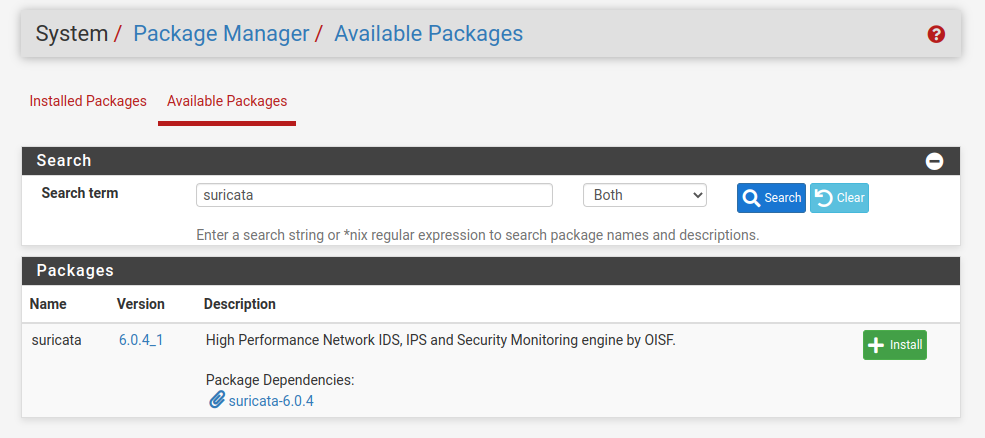 System / Package Manager / Available Packages
Installed Packages Available Packages
Search
Search term suricata Both Search Clear
Enter a search string or *nix regular expression to search package names and descriptions.
Packages
Name Version Description
suricata 6.0.4_1 High Performance Network IDS, IPS and Security Monitoring engine by OISF. Install
Package Dependencies:
suricata-6.0.4